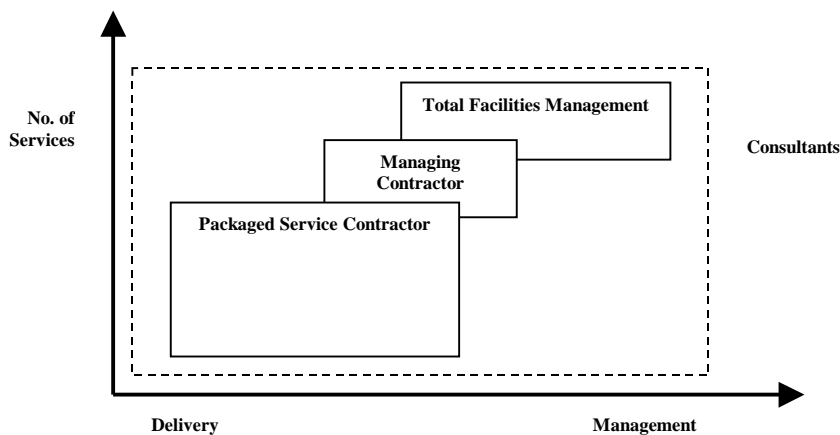 Total Facilities Management
No. of
Services
Consultants
Managing
Contractor
Packaged Service Contractor
Delivery
Management